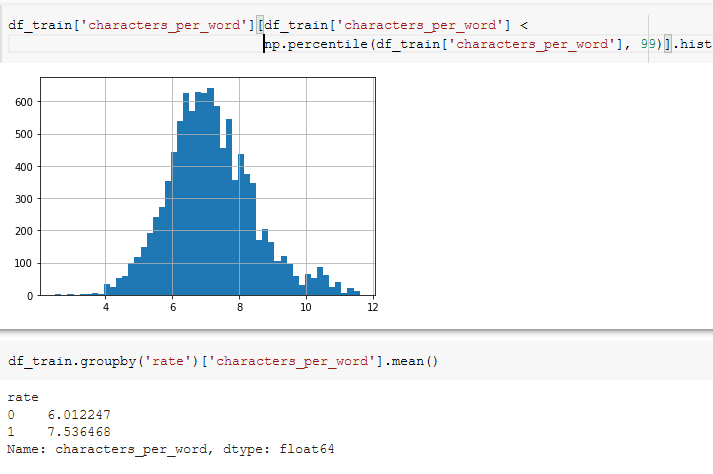 df_train['characters_per_word'][df_train['characters_per_word'] <
np.percentile(df_train['characters_per_word'], 99)].hist
600
500
400
300
200
100
0
4 6 8 10 12
df_train.groupby('rate')['characters_per_word'].mean()
rate
0 6.012247
1 7.536468
Name: characters_per_word, dtype: float64